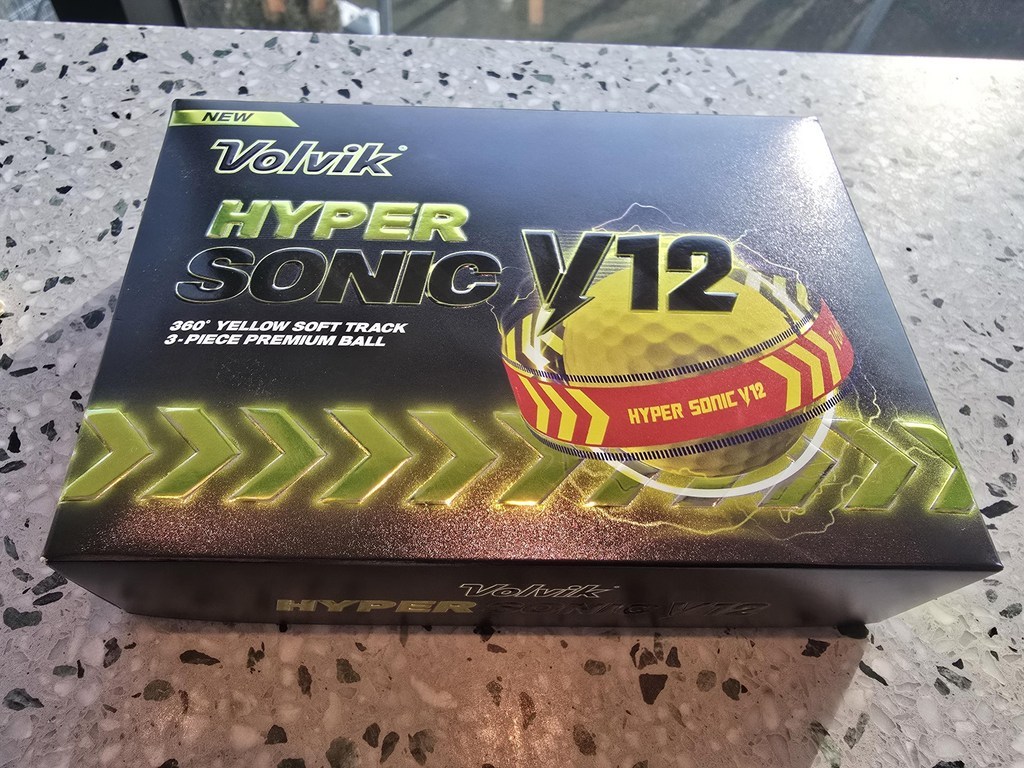 NEW
Volvik
HYPER
SONIC V12
360° YELLOW SOFT TRACK
3-PIECE PREMIUM BALL
HYPER SONIC V12
Volvik
HYPER SONIC V12